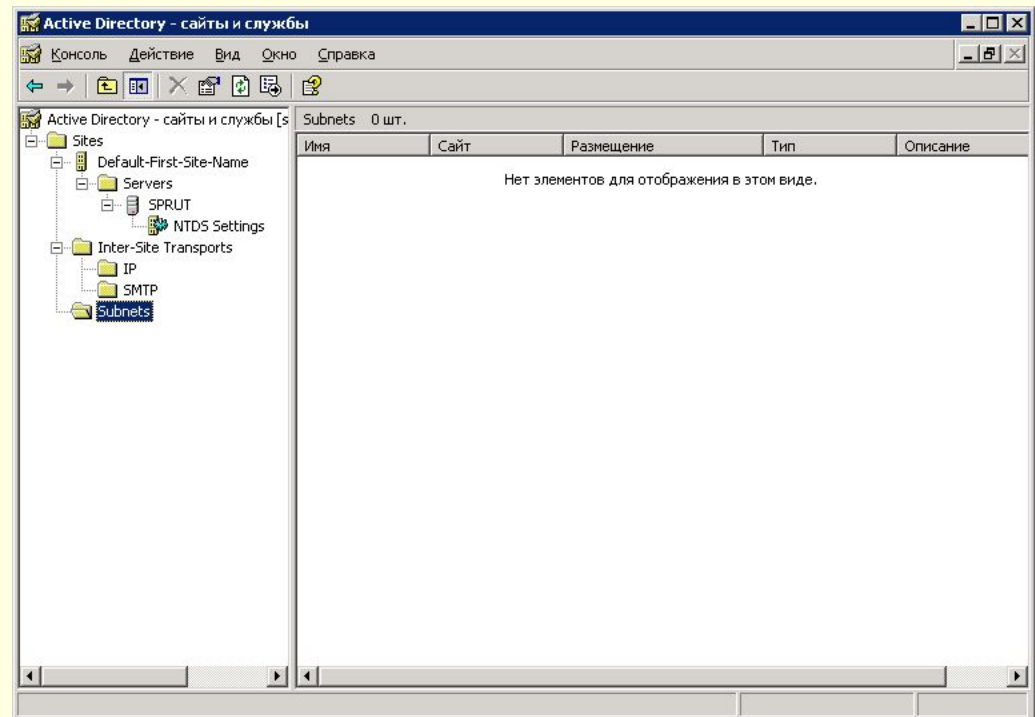 Active Directory - сайты и службы
Консоль Действие Вид Окно Справка
Active Directory - сайты и службы [s
Subnets 0 шт.
Sites
Имя Сайт Размещение Тип Описание
Default-First-Site-Name
Нет элементов для отображения в этом виде.
Servers
SPRUT
NTDS Settings
Inter-Site Transports
IP
SMTP
Subnets